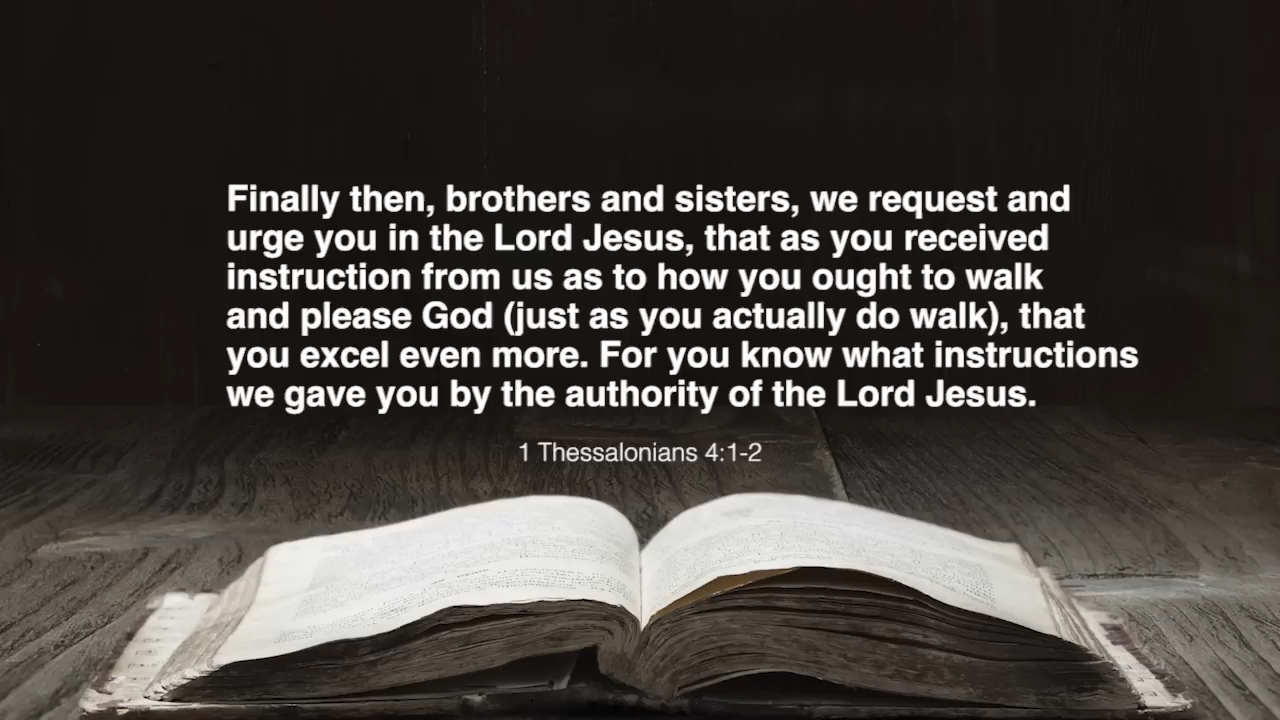 Finally then, brothers and sisters, we request and
urge you in the Lord Jesus, that as you received
instruction from us as to how you ought to walk
and please God (just as you actually do walk), that
you excel even more. For you know what instructions
we gave you by the authority of the Lord Jesus.
1 Thessalonians 4:1-2